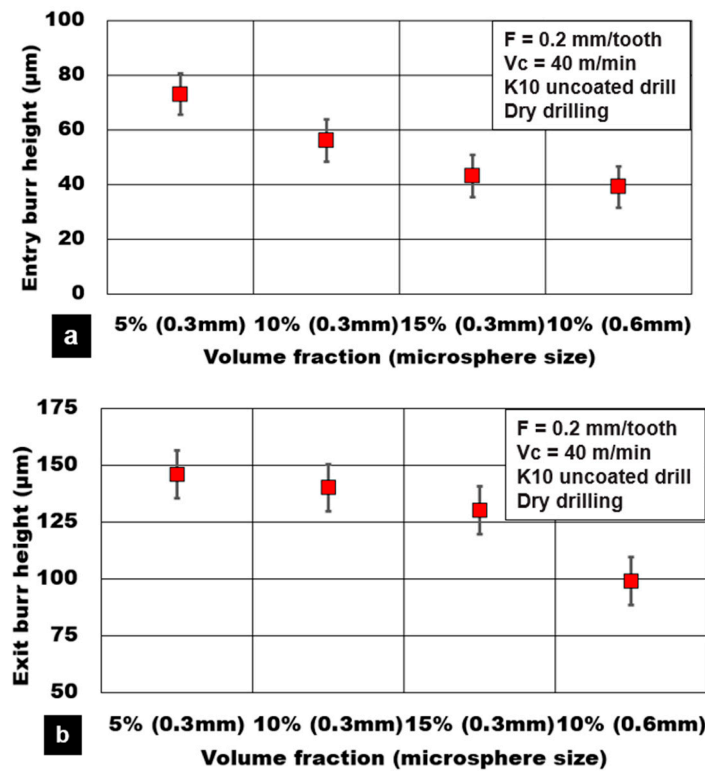 100
80
60
40
20
0
Entry burr height (µm)
F = 0.2 mm/tooth
Vc = 40 m/min
K10 uncoated drill
Dry drilling
5% (0.3mm) 10% (0.3mm) 15% (0.3mm) 10% (0.6mm)
a
Volume fraction (microsphere size)
175
150
125
100
75
50
Exit burr height (µm)
F = 0.2 mm/tooth
Vc = 40 m/min
K10 uncoated drill
Dry drilling
5% (0.3mm) 10% (0.3mm) 15% (0.3mm) 10% (0.6mm)
b
Volume fraction (microsphere size)